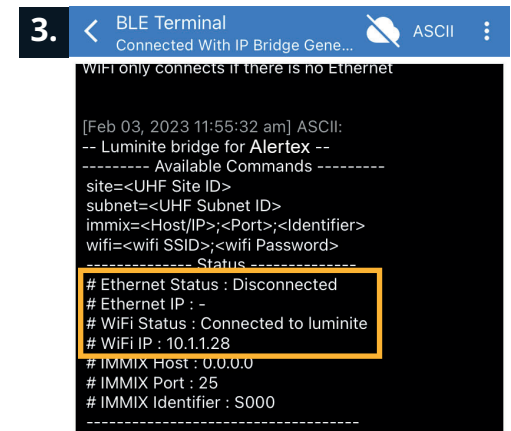 3.
BLE Terminal
Connected With IP Bridge Gene...
ASCII
WiFi only connects if there is no Ethernet
[Feb 03, 2023 11:55:32 am] ASCII:
-- Luminite bridge for Alertex --
--------- Available Commands ---------
site=<UHF Site ID>
subnet=<UHF Subnet ID>
immix=<Host/IP>;<Port>;<Identifier>
wifi=<wifi SSID>;<wifi Password>
-------------- Status --------------
# Ethernet Status : Disconnected
# Ethernet IP : -
# WiFi Status : Connected to luminite
# WiFi IP : 10.1.1.28
# IMMIX Host : 0.0.0.0
# IMMIX Port : 25
# IMMIX Identifier : S000
------------------------------------